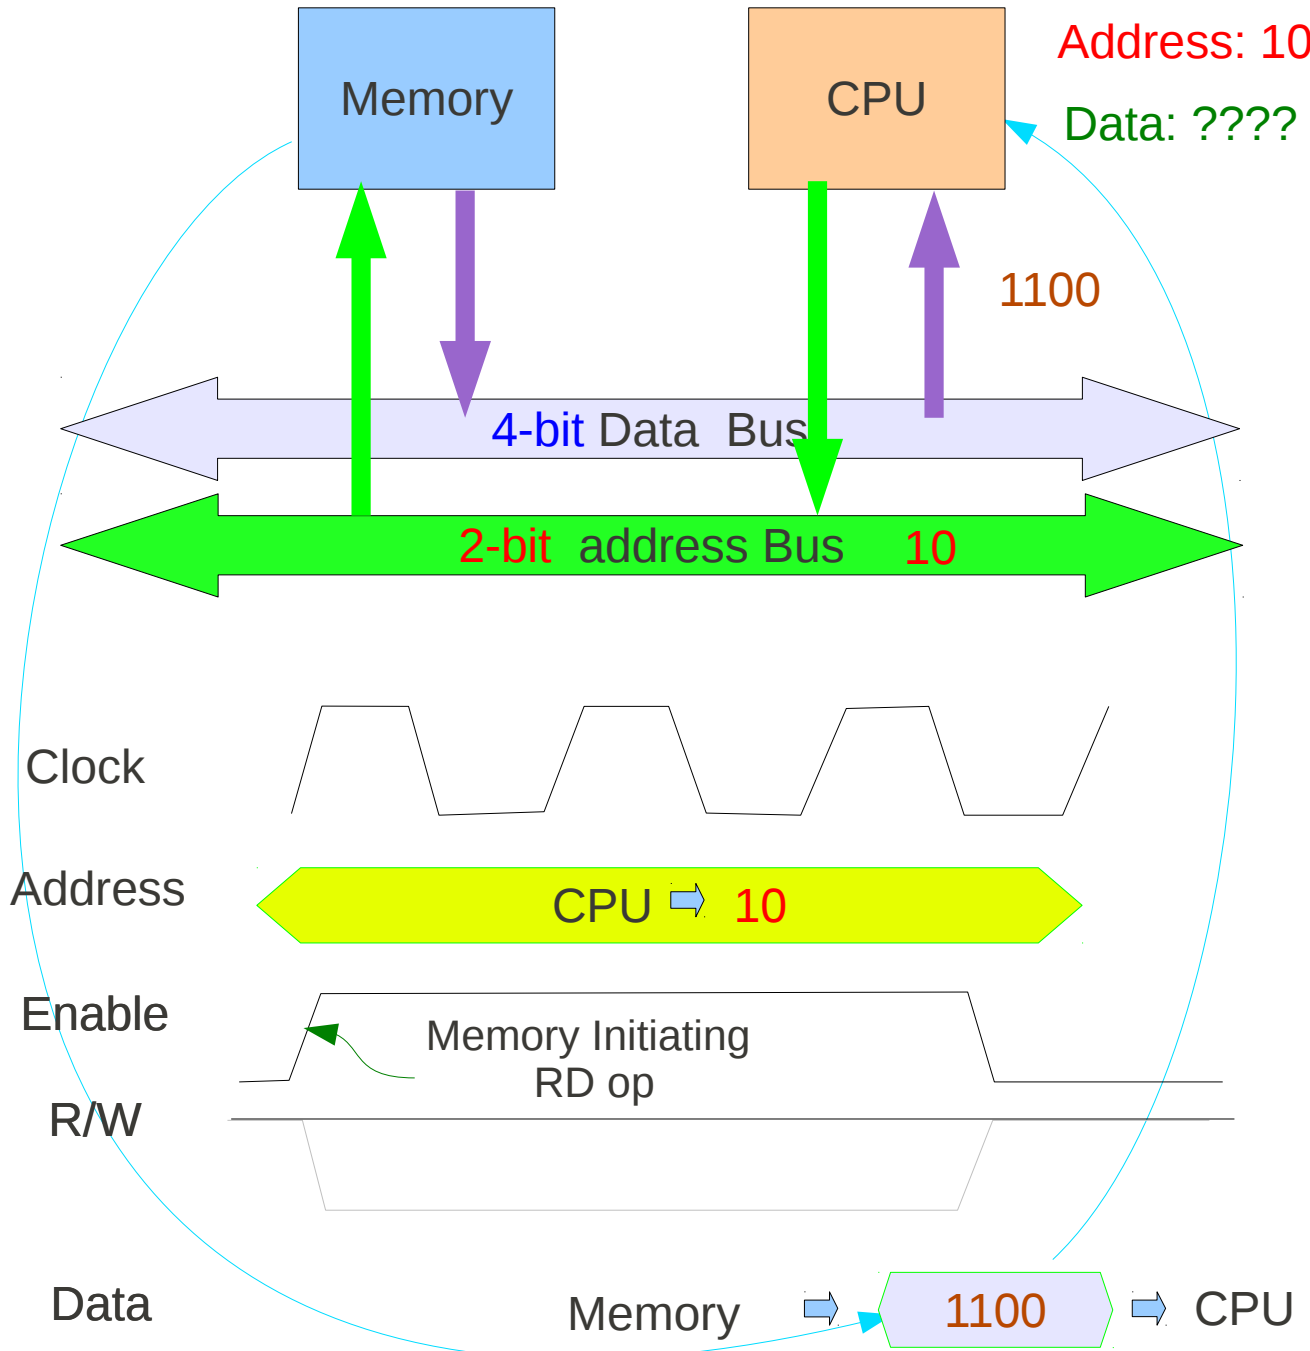 Memory
CPU
Address: 10
Data: ????
1100
4-bit Data Bus
2-bit address Bus 10
Clock
Address
CPU 10
Enable
Memory Initiating
RD op
R/W
Data
Memory
1100
CPU